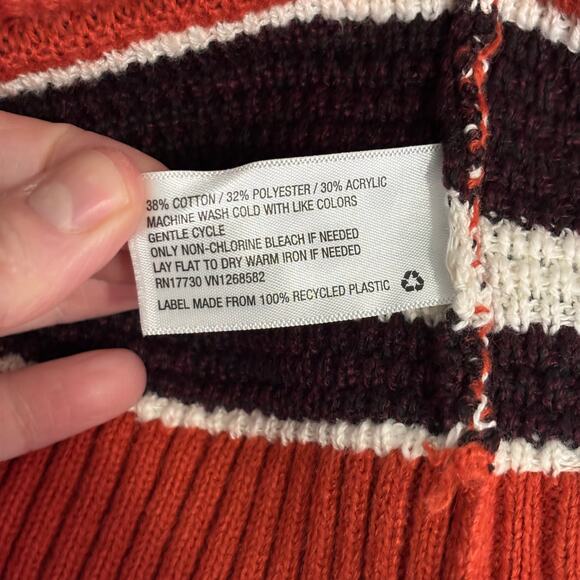 38% COTTON / 32% POLYESTER / 30% ACRYLIC
MACHINE WASH COLD WITH LIKE COLORS
GENTLE CYCLE
ONLY NON-CHLORINE BLEACH IF NEEDED
LAY FLAT TO DRY WARM IRON IF NEEDED
RN17730 VN1268582
LABEL MADE FROM 100% RECYCLED PLASTIC